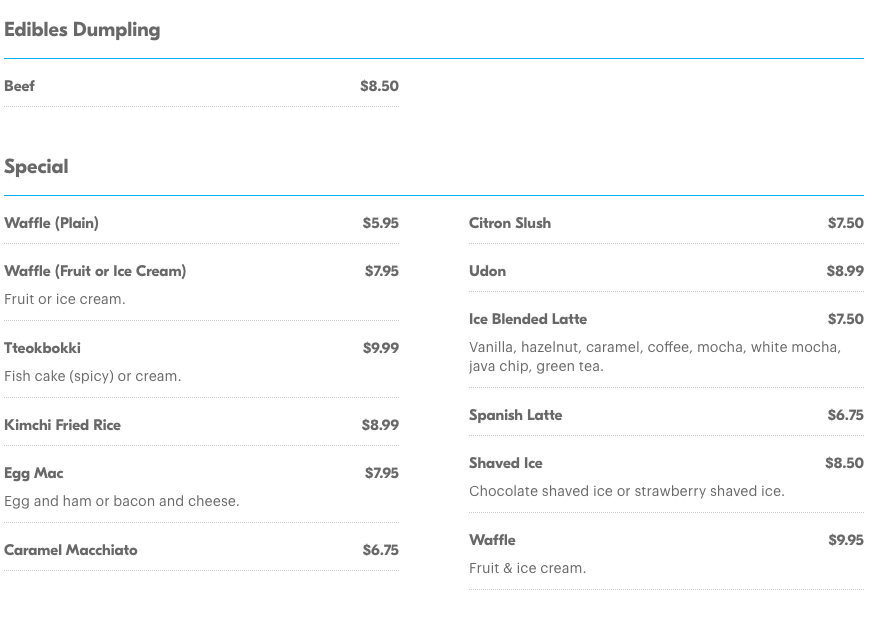 Edibles Dumpling
Beef $8.50
Special
Waffle (Plain) $5.95
Waffle (Fruit or Ice Cream) $7.95
Fruit or ice cream.
Tteokbokki $9.99
Fish cake (spicy) or cream.
Kimchi Fried Rice $8.99
Egg Mac $7.95
Egg and ham or bacon and cheese.
Caramel Macchiato $6.75
Citron Slush $7.50
Udon $8.99
Ice Blended Latte $7.50
Vanilla, hazelnut, caramel, coffee, mocha, white mocha,
java chip, green tea.
Spanish Latte $6.75
Shaved Ice $8.50
Chocolate shaved ice or strawberry shaved ice.
Waffle $9.95
Fruit & ice cream.